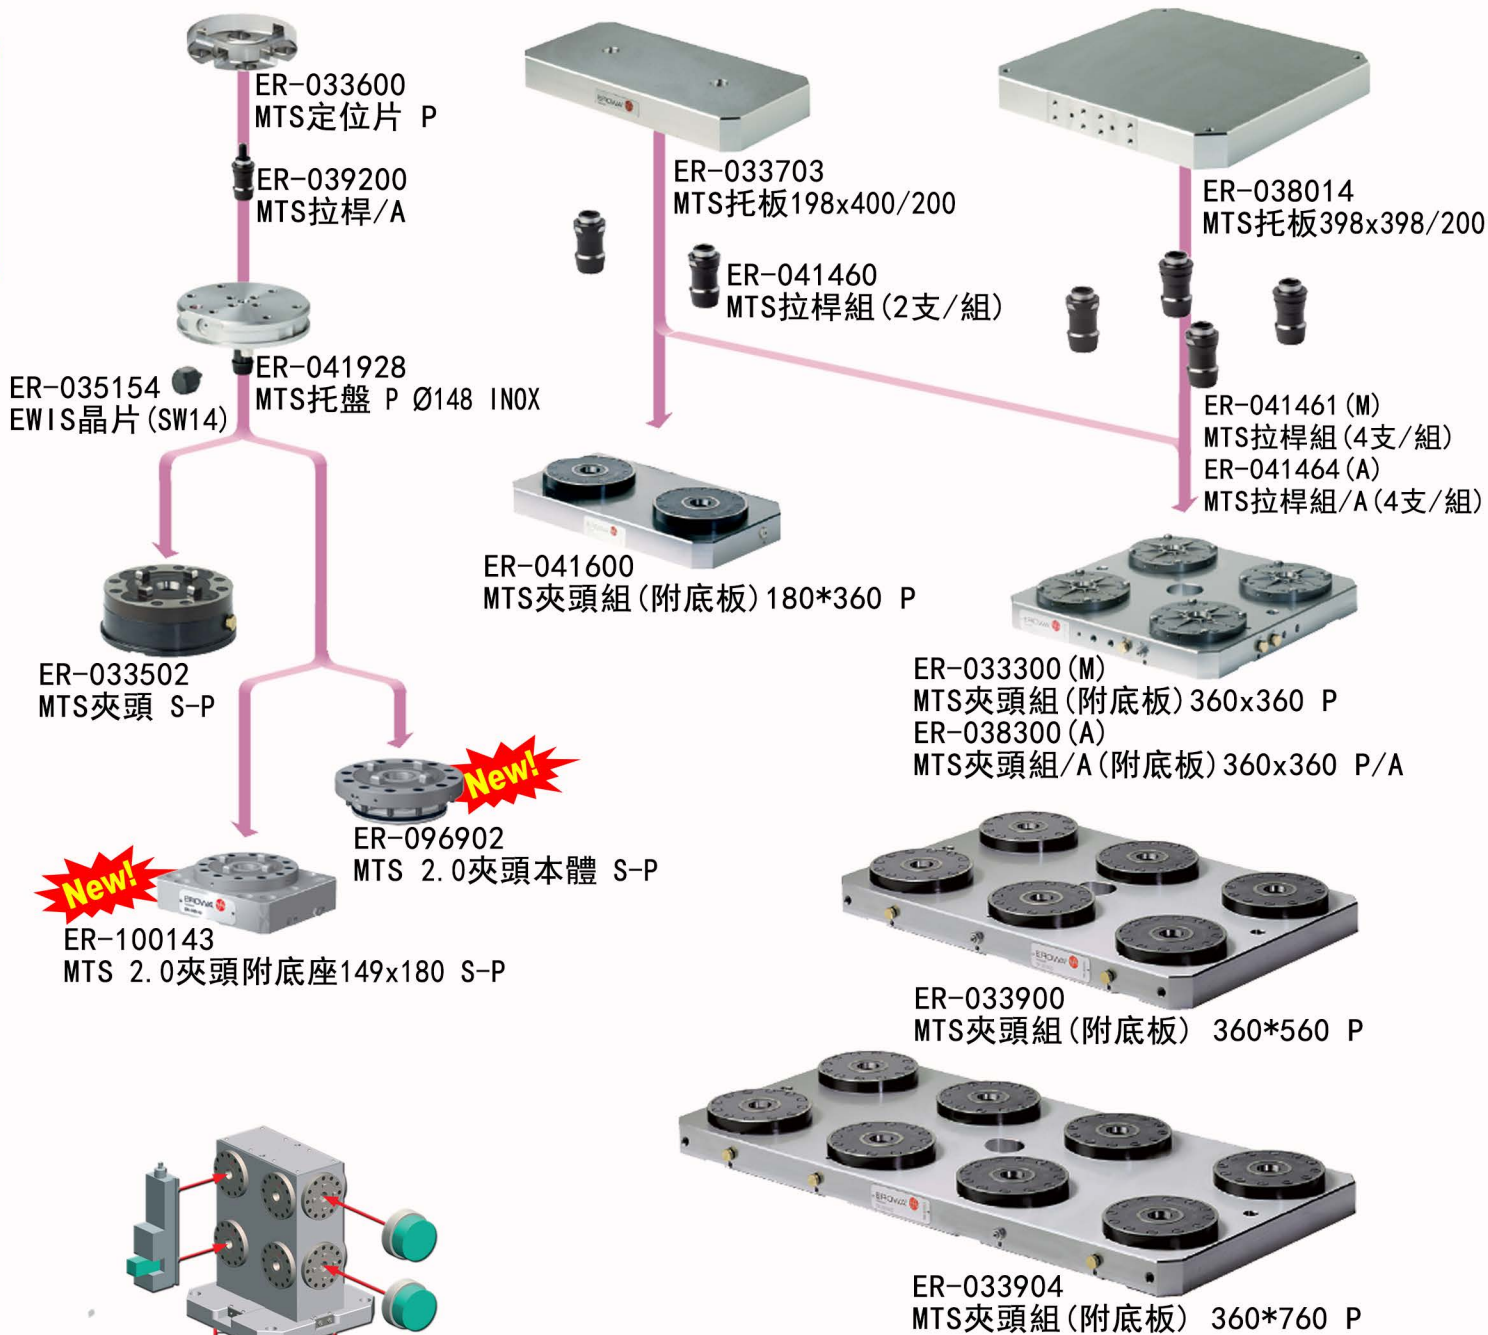 ER-033600
MTS定位片 P
ER-039200
MTS拉桿/A
ER-035154
EWIS晶片(SW14)
ER-041928
MTS托盤 P Ø148 INOX
ER-033502
MTS夾頭 S-P
New!
ER-096902
MTS 2.0夾頭本體 S-P
New!
EROWA
ER-100143
MTS 2.0夾頭附底座149x180 S-P
EROWA
ER-033703
MTS托板198x400/200
ER-041460
MTS拉桿組(2支/組)
EROWA
ER-041600
MTS夾頭組(附底板)180*360 P
ER-038014
MTS托板398x398/200
ER-041461(M)
MTS拉桿組(4支/組)
ER-041464(A)
MTS拉桿組/A(4支/組)
EROWA
ER-033300(M)
MTS夾頭組(附底板)360x360 P
ER-038300(A)
MTS夾頭組/A(附底板)360x360 P/A
EROWA
ER-033900
MTS夾頭組(附底板) 360*560 P
EROWA
ER-033904
MTS夾頭組(附底板) 360*760 P